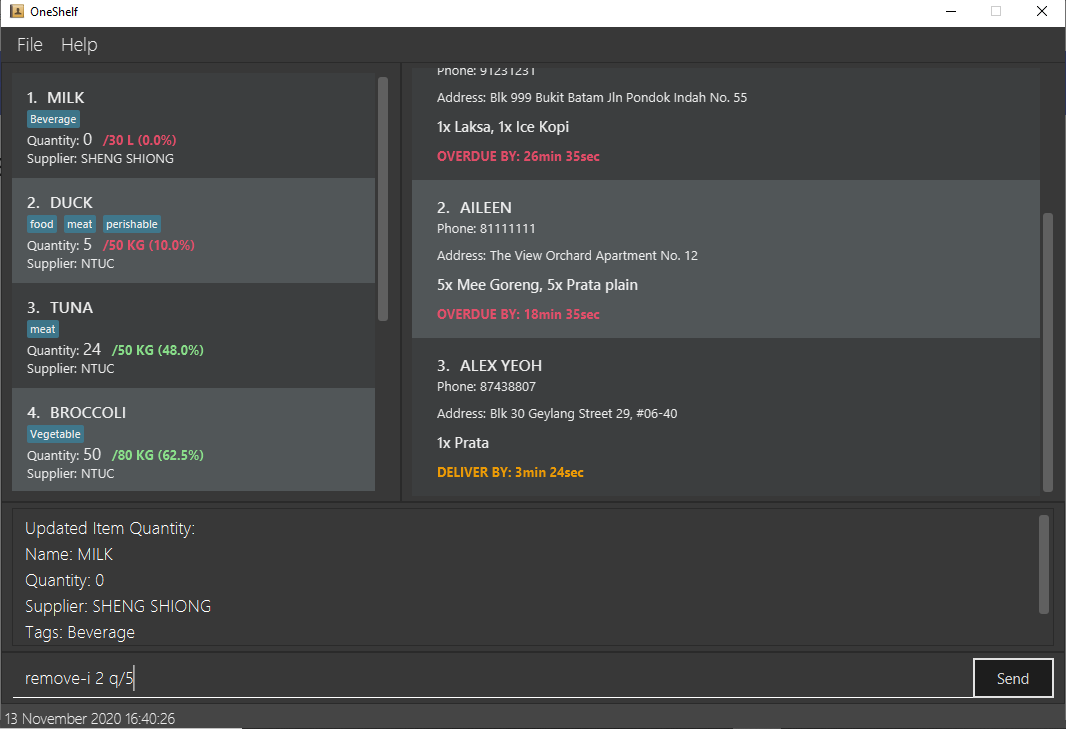 OneShelf
File Help
1. MILK
Beverage
Quantity: 0 /30 L (0.0%)
Supplier: SHENG SHIONG
2. DUCK
food meat perishable
Quantity: 5 /50 KG (10.0%)
Supplier: NTUC
3. TUNA
meat
Quantity: 24 /50 KG (48.0%)
Supplier: NTUC
4. BROCCOLI
Vegetable
Quantity: 50 /80 KG (62.5%)
Supplier: NTUC
Phone: 91231231
Address: Blk 999 Bukit Batam Jln Pondok Indah No. 55
1x Laksa, 1x Ice Kopi
OVERDUE BY: 26min 35sec
2. AILEEN
Phone: 81111111
Address: The View Orchard Apartment No. 12
5x Mee Goreng, 5x Prata plain
OVERDUE BY: 18min 35sec
3. ALEX YEOH
Phone: 87438807
Address: Blk 30 Geylang Street 29, #06-40
1x Prata
DELIVER BY: 3min 24sec
Updated Item Quantity:
Name: MILK
Quantity: 0
Supplier: SHENG SHIONG
Tags: Beverage
remove-i 2 q/5
Send
13 November 2020 16:40:26